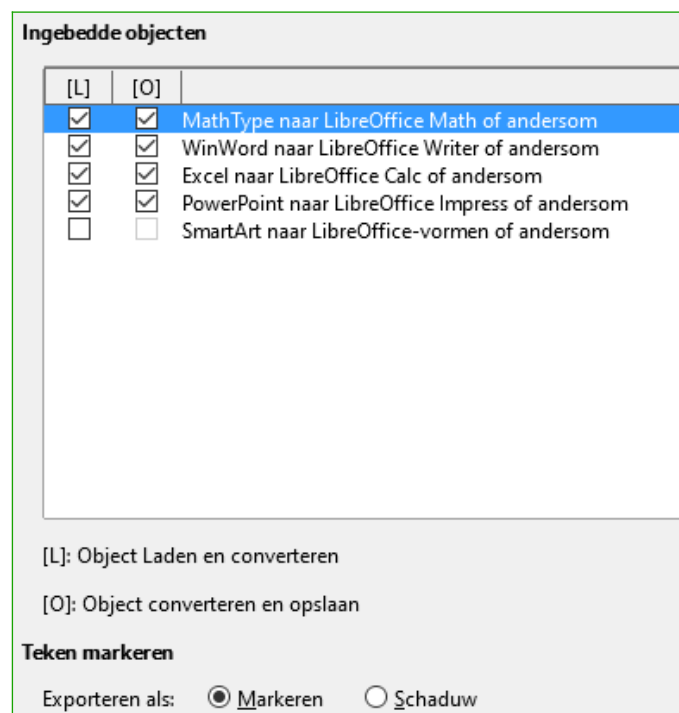 Ingebedde objecten
[L] [O]
MathType naar LibreOffice Math of andersom
WinWord naar LibreOffice Writer of andersom
Excel naar LibreOffice Calc of andersom
PowerPoint naar LibreOffice Impress of andersom
SmartArt naar LibreOffice-vormen of andersom
[L]: Object Laden en converteren
[O]: Object converteren en opslaan
Teken markeren
Exporteren als: Markeren Schaduw